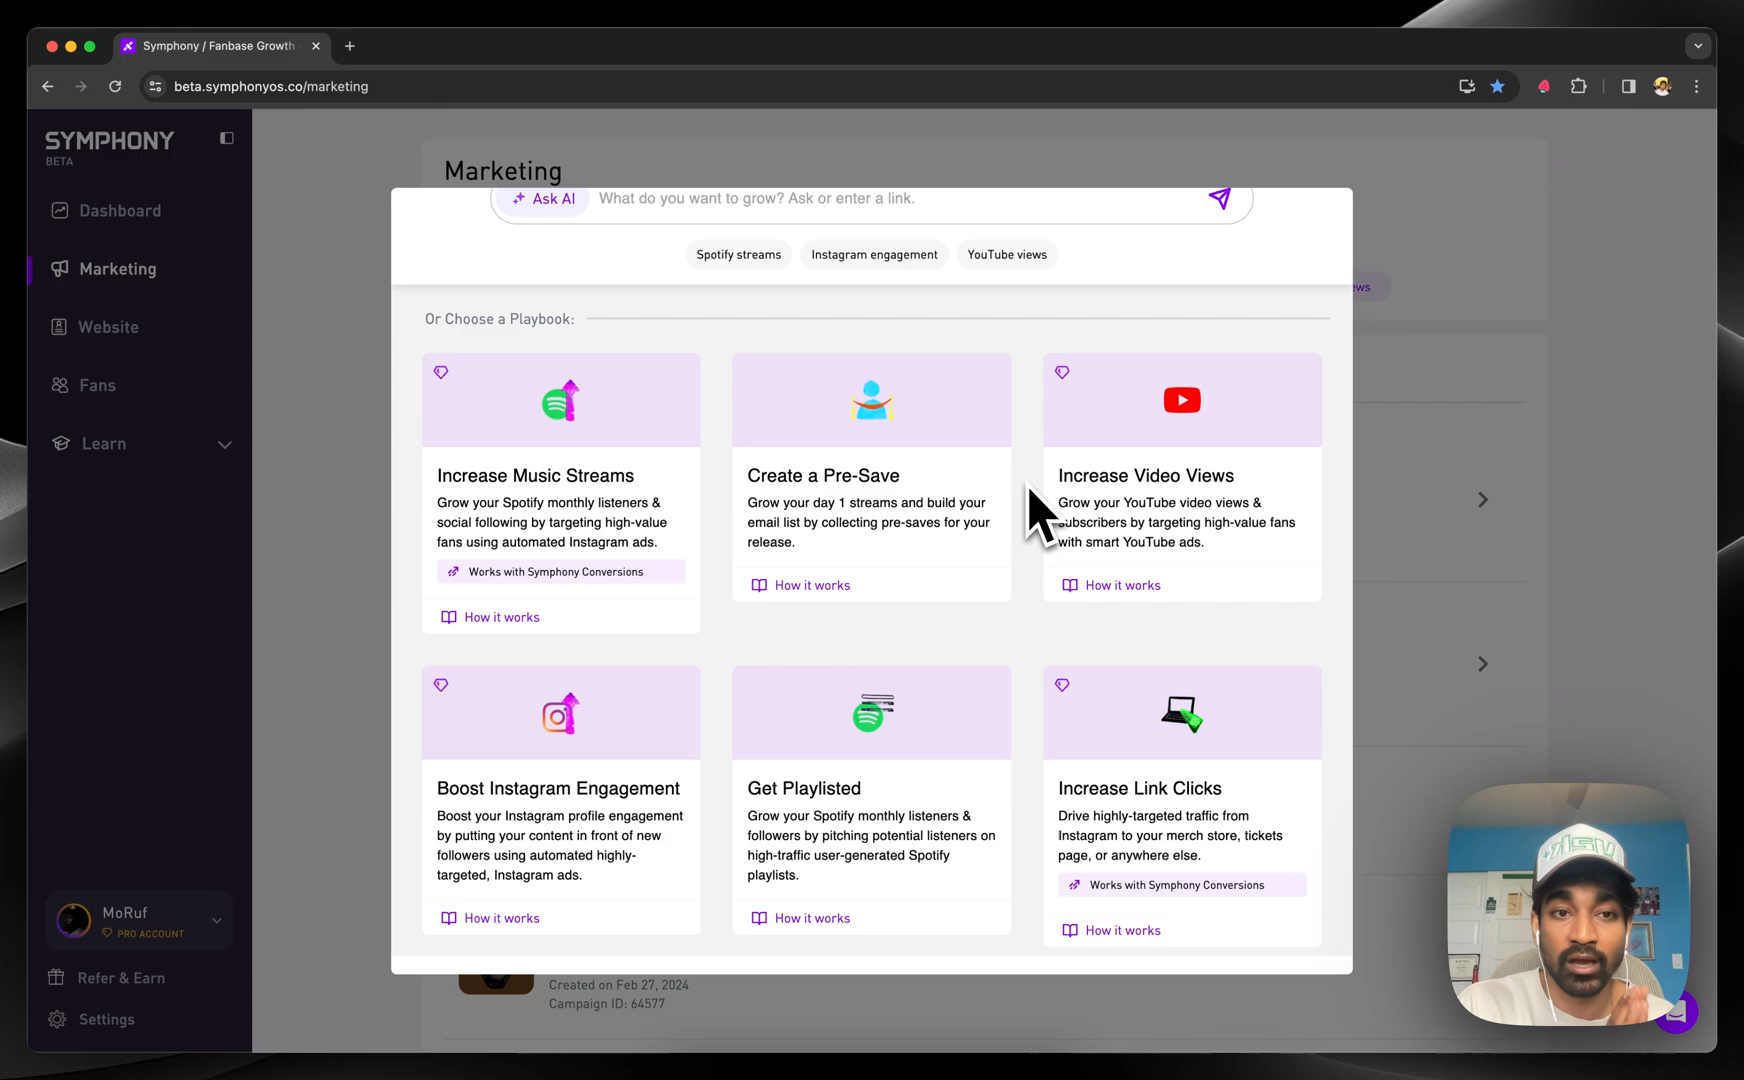 Symphony / Fanbase Growth
beta.symphonyos.co/marketing
SYMPHONY
BETA
Dashboard
Marketing
Website
Fans
Learn
MoRuf
PRO ACCOUNT
Refer & Earn
Settings
Marketing
Ask AI
What do you want to grow? Ask or enter a link.
Spotify streams
Instagram engagement
YouTube views
ews
Or Choose a Playbook:
Increase Music Streams
Grow your Spotify monthly listeners &
social following by targeting high-value
fans using automated Instagram ads.
Works with Symphony Conversions
How it works
Create a Pre-Save
Grow your day 1 streams and build your
email list by collecting pre-saves for your
release.
How it works
Increase Video Views
Grow your YouTube video views &
subscribers by targeting high-value fans
with smart YouTube ads.
How it works
Boost Instagram Engagement
Boost your Instagram profile engagement
by putting your content in front of new
followers using automated highly-
targeted, Instagram ads.
How it works
Get Playlisted
Grow your Spotify monthly listeners &
followers by pitching potential listeners on
high-traffic user-generated Spotify
playlists.
How it works
Increase Link Clicks
Drive highly-targeted traffic from
Instagram to your merch store, tickets
page, or anywhere else.
Works with Symphony Conversions
How it works
Created on Feb 27, 2024
Campaign ID: 64577